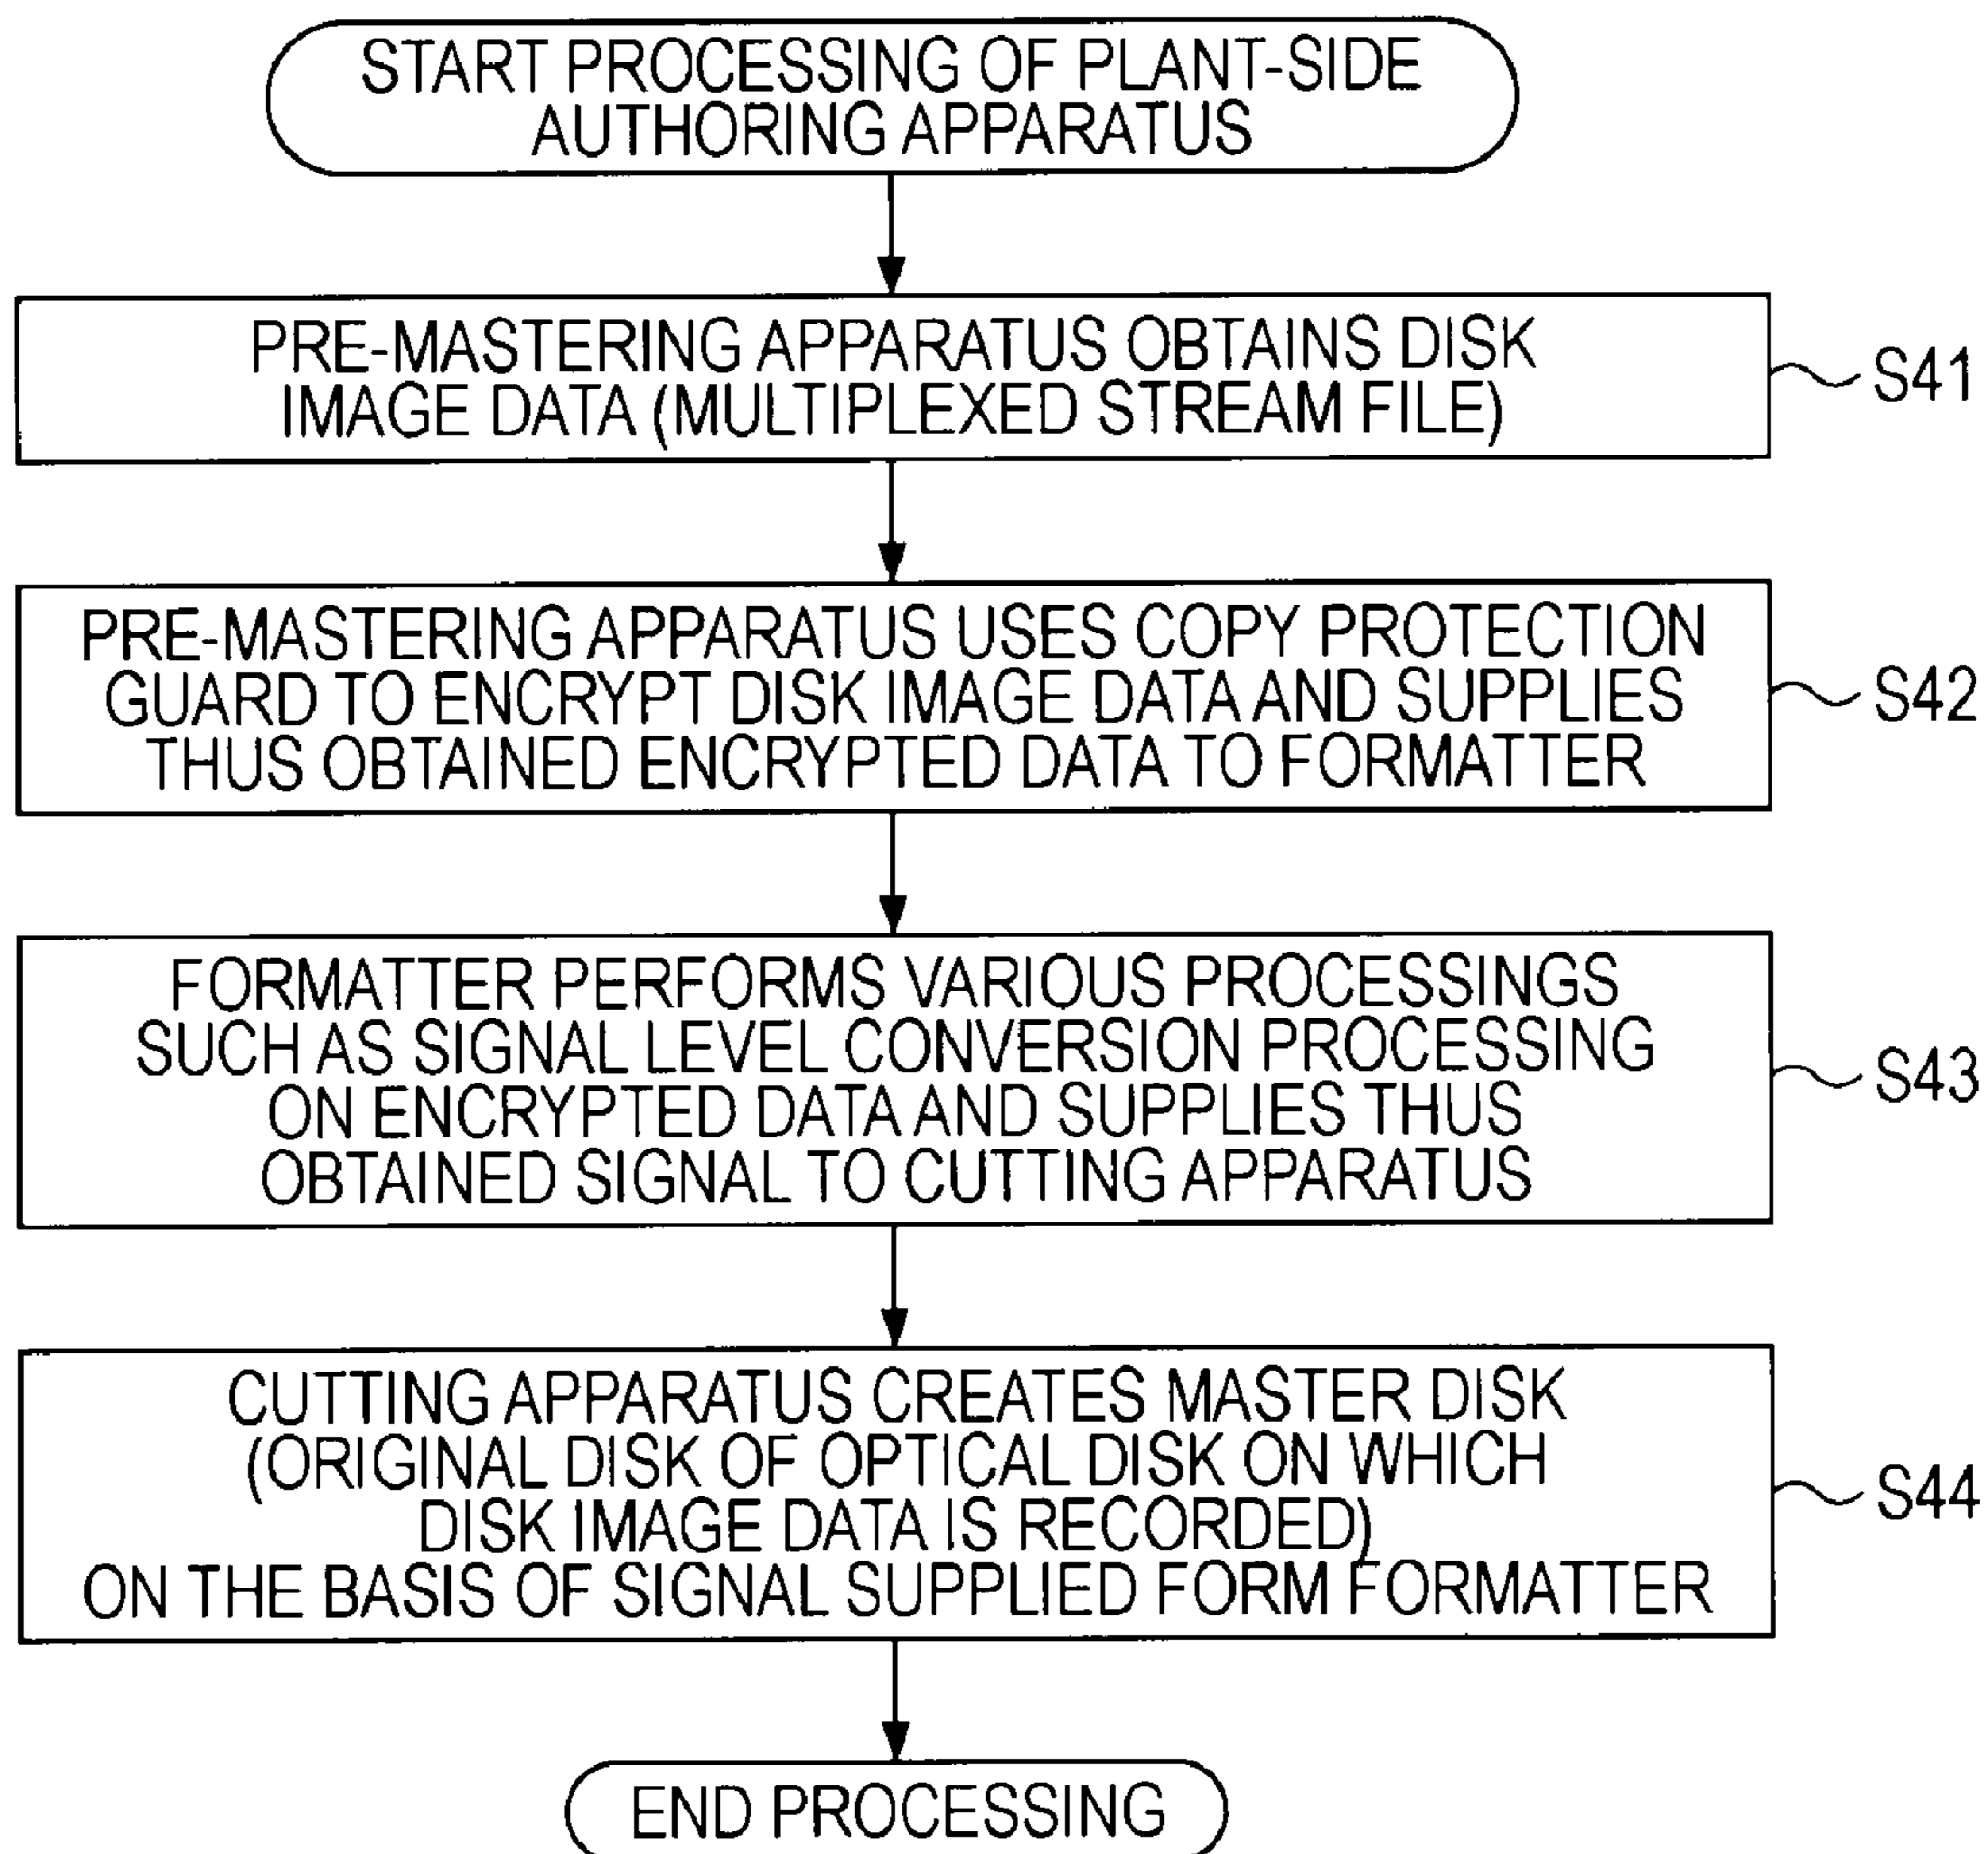 START PROCESSING OF PLANT-SIDE
AUTHORING APPARATUS
PRE-MASTERING APPARATUS OBTAINS DISK
IMAGE DATA (MULTIPLEXED STREAM FILE)
S41
PRE-MASTERING APPARATUS USES COPY PROTECTION
GUARD TO ENCRYPT DISK IMAGE DATA AND SUPPLIES
THUS OBTAINED ENCRYPTED DATA TO FORMATTER
S42
FORMATTER PERFORMS VARIOUS PROCESSINGS
SUCH AS SIGNAL LEVEL CONVERSION PROCESSING
ON ENCRYPTED DATA AND SUPPLIES THUS
OBTAINED SIGNAL TO CUTTING APPARATUS
S43
CUTTING APPARATUS CREATES MASTER DISK
(ORIGINAL DISK OF OPTICAL DISK ON WHICH
DISK IMAGE DATA IS RECORDED)
ON THE BASIS OF SIGNAL SUPPLIED FORM FORMATTER
S44
END PROCESSING